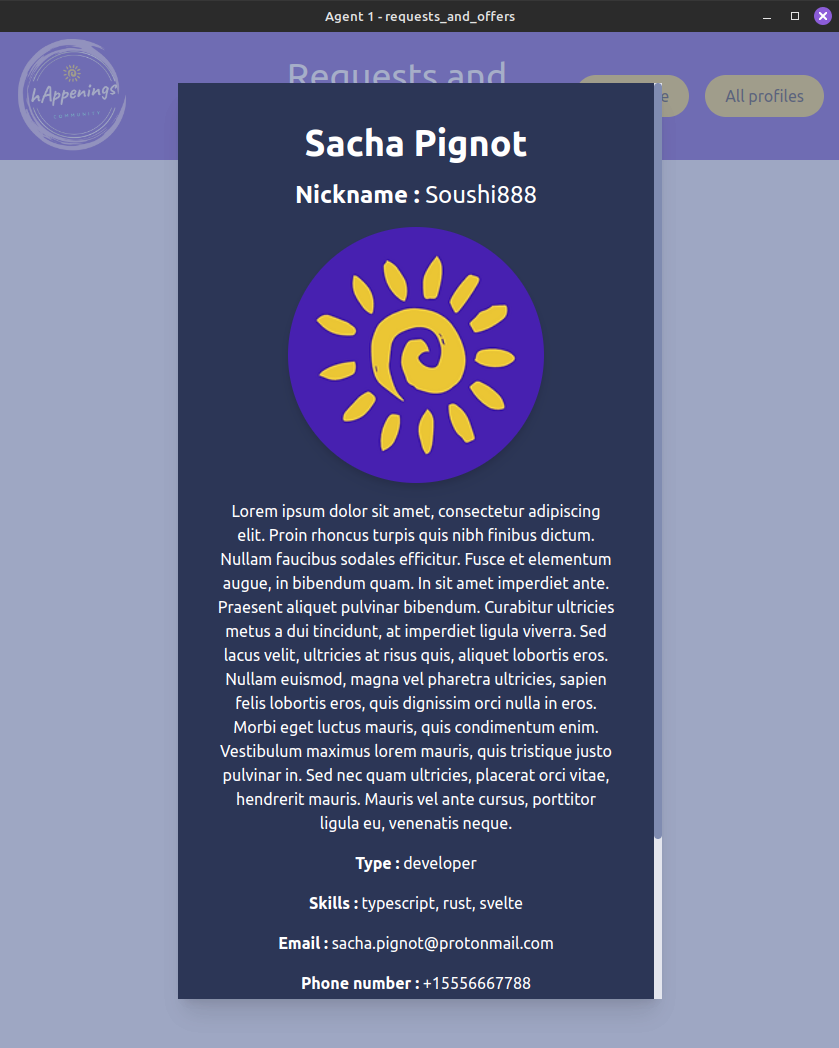 Agent 1 - requests_and_offers
hAppenings
COMMUNITY
Requests and
All profiles
Sacha Pignot
Nickname : Soushi888
Lorem ipsum dolor sit amet, consectetur adipiscing
elit. Proin rhoncus turpis quis nibh finibus dictum.
Nullam faucibus sodales efficitur. Fusce et elementum
augue, in bibendum quam. In sit amet imperdiet ante.
Praesent aliquet pulvinar bibendum. Curabitur ultricies
metus a dui tincidunt, at imperdiet ligula viverra. Sed
lacus velit, ultricies at risus quis, aliquet lobortis eros.
Nullam euismod, magna vel pharetra ultricies, sapien
felis lobortis eros, quis dignissim orci nulla in eros.
Morbi eget luctus mauris, quis condimentum enim.
Vestibulum maximus lorem mauris, quis tristique justo
pulvinar in. Sed nec quam ultricies, placerat orci vitae,
hendrerit mauris. Mauris vel ante cursus, porttitor
ligula eu, venenatis neque.
Type : developer
Skills : typescript, rust, svelte
Email : sacha.pignot@protonmail.com
Phone number : +15556667788